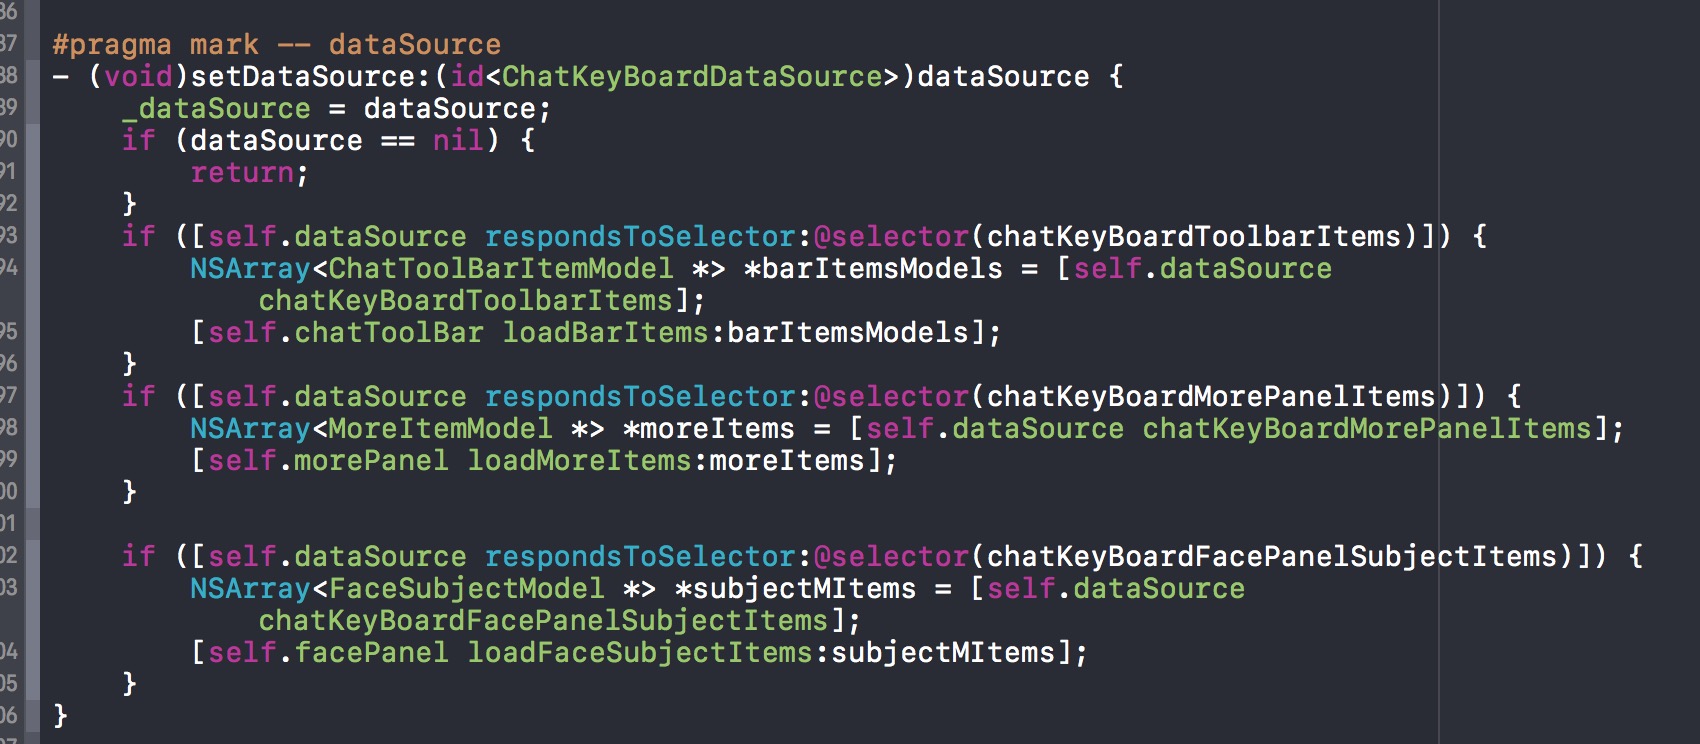 86
87 #pragma mark -- dataSource
88 - (void)setDataSource:(id<ChatKeyBoardDataSource>)dataSource {
89 _dataSource = dataSource;
90 if (dataSource == nil) {
91 return;
92 }
93 if ([self.dataSource respondsToSelector:@selector(chatKeyBoardToolbarItems)]) {
94 NSArray<ChatToolBarItemModel *> *barItemsModels = [self.dataSource
chatKeyBoardToolbarItems];
95 [self.chatToolBar loadBarItems:barItemsModels];
96 }
97 if ([self.dataSource respondsToSelector:@selector(chatKeyBoardMorePanelItems)]) {
98 NSArray<MoreItemModel *> *moreItems = [self.dataSource chatKeyBoardMorePanelItems];
99 [self.morePanel loadMoreItems:moreItems];
00 }
01
02 if ([self.dataSource respondsToSelector:@selector(chatKeyBoardFacePanelSubjectItems)]) {
03 NSArray<FaceSubjectModel *> *subjectMItems = [self.dataSource
chatKeyBoardFacePanelSubjectItems];
04 [self.facePanel loadFaceSubjectItems:subjectMItems];
05 }
06 }